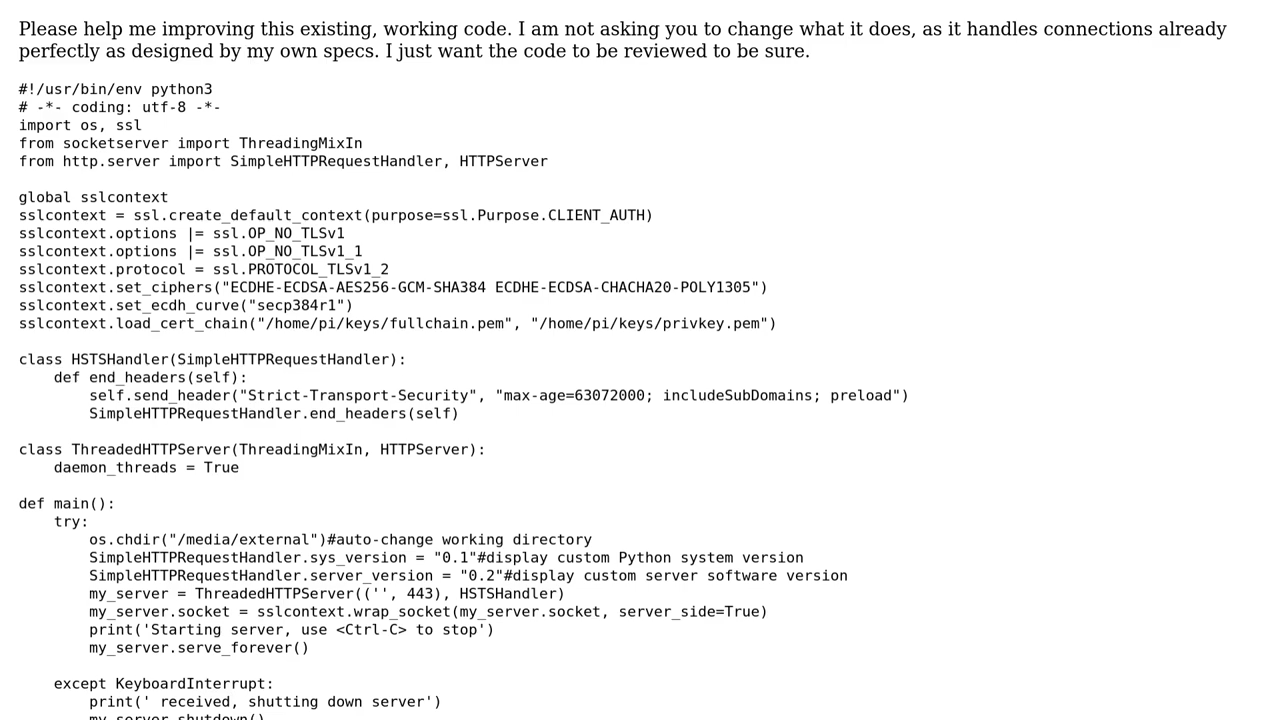 Please help me improving this existing, working code. I am not asking you to change what it does, as it handles connections already
perfectly as designed by my own specs. I just want the code to be reviewed to be sure.
#!/usr/bin/env python3
# -*- coding: utf-8 -*-
import os, ssl
from socketserver import ThreadingMixIn
from http.server import SimpleHTTPRequestHandler, HTTPServer
global sslcontext
sslcontext = ssl.create_default_context(purpose=ssl.Purpose.CLIENT_AUTH)
sslcontext.options |= ssl.OP_NO_TLSv1
sslcontext.options |= ssl.OP_NO_TLSv1_1
sslcontext.protocol = ssl.PROTOCOL_TLSv1_2
sslcontext.set_ciphers("ECDHE-ECDSA-AES256-GCM-SHA384 ECDHE-ECDSA-CHACHA20-POLY1305")
sslcontext.set_ecdh_curve("secp384r1")
sslcontext.load_cert_chain("/home/pi/keys/fullchain.pem", "/home/pi/keys/privkey.pem")
class HSTSHandler(SimpleHTTPRequestHandler):
    def end_headers(self):
        self.send_header("Strict-Transport-Security", "max-age=63072000; includeSubDomains; preload")
        SimpleHTTPRequestHandler.end_headers(self)
class ThreadedHTTPServer(ThreadingMixIn, HTTPServer):
    daemon_threads = True
def main():
    try:
        os.chdir("/media/external")#auto-change working directory
        SimpleHTTPRequestHandler.sys_version = "0.1"#display custom Python system version
        SimpleHTTPRequestHandler.server_version = "0.2"#display custom server software version
        my_server = ThreadedHTTPServer(('', 443), HSTSHandler)
        my_server.socket = sslcontext.wrap_socket(my_server.socket, server_side=True)
        print('Starting server, use <Ctrl-C> to stop')
        my_server.serve_forever()
    except KeyboardInterrupt:
        print(' received, shutting down server')
        my_server.shutdown()